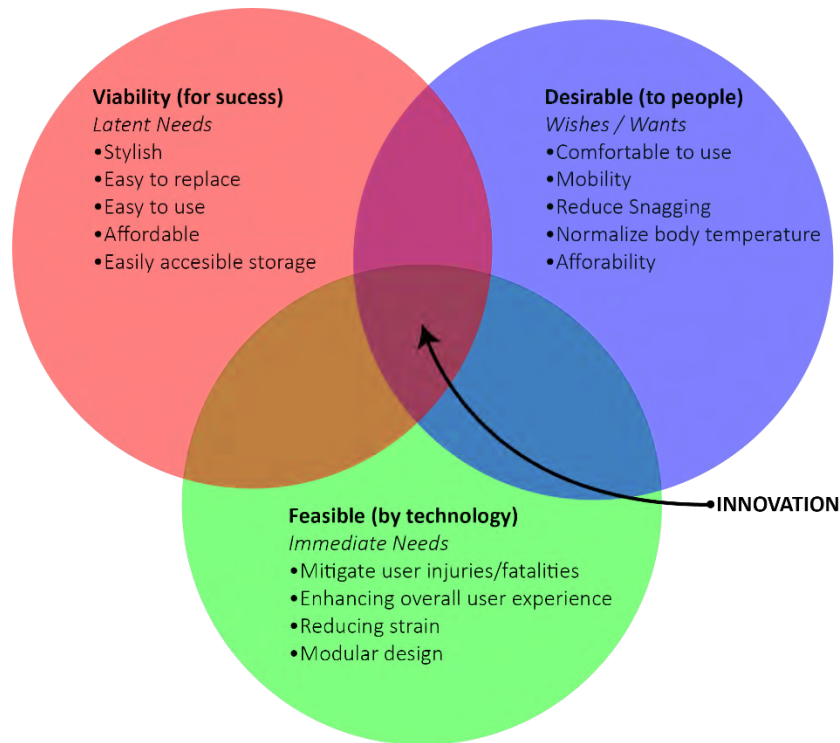 Viability (for sucess)
Latent Needs
•Stylish
•Easy to replace
•Easy to use
•Affordable
•Easily accesible storage
Desirable (to people)
Wishes / Wants
•Comfortable to use
•Mobility
•Reduce Snagging
•Normalize body temperature
•Afforability
Feasible (by technology)
Immediate Needs
•Mitigate user injuries/fatalities
•Enhancing overall user experience
•Reducing strain
•Modular design
INNOVATION